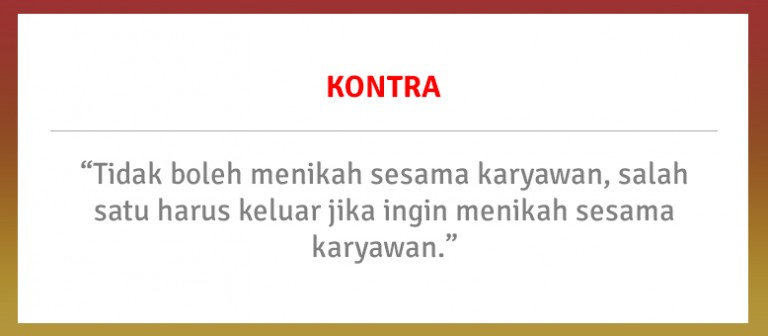 KONTRA
“Tidak boleh menikah sesama karyawan, salah
satu harus keluar jika ingin menikah sesama
karyawan.”